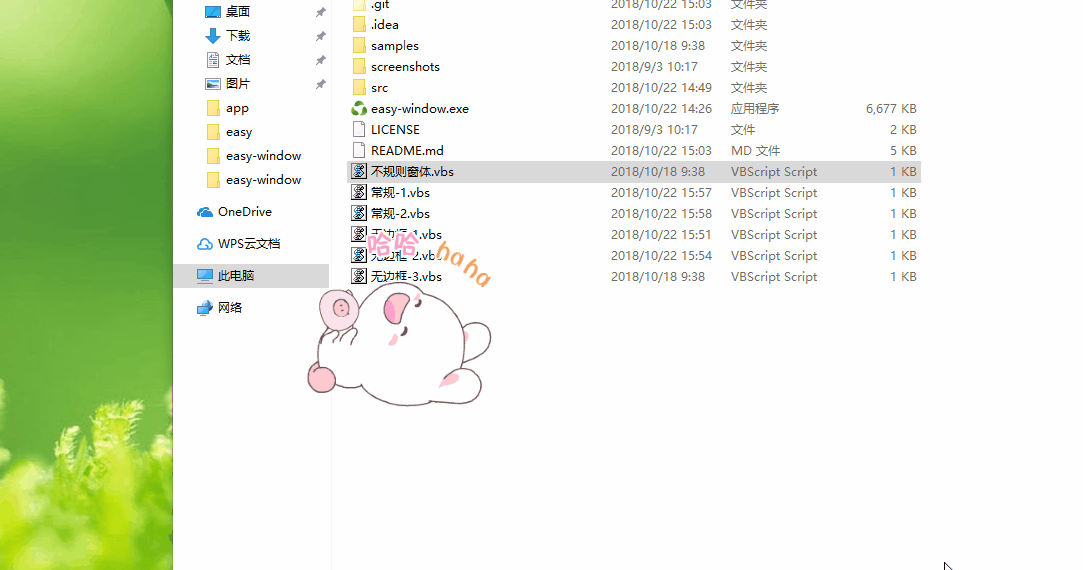 桌面
下载
文档
图片
app
easy
easy-window
easy-window
OneDrive
WPS云文档
此电脑
网络
.git 2018/10/22 15:03 文件夹
.idea 2018/10/22 15:03 文件夹
samples 2018/10/18 9:38 文件夹
screenshots 2018/9/3 10:17 文件夹
src 2018/10/22 14:49 文件夹
easy-window.exe 2018/10/22 14:26 应用程序 6,677 KB
LICENSE 2018/9/3 10:17 文件 2 KB
README.md 2018/10/22 15:03 MD 文件 5 KB
不规则窗体.vbs 2018/10/18 9:38 VBScript Script 1 KB
常规-1.vbs 2018/10/22 15:57 VBScript Script 1 KB
常规-2.vbs 2018/10/22 15:58 VBScript Script 1 KB
无边框-1.vbs 2018/10/22 15:51 VBScript Script 1 KB
无边框-2.vbs 2018/10/22 15:54 VBScript Script 1 KB
无边框-3.vbs 2018/10/18 9:38 VBScript Script 1 KB
哈哈 haha